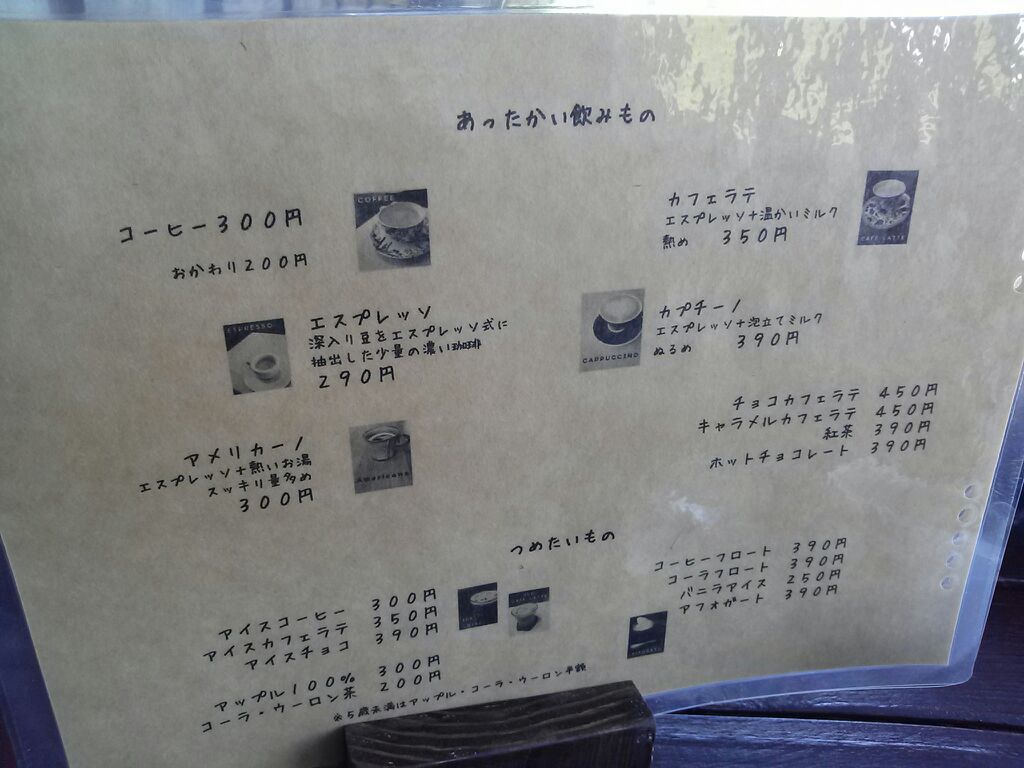 あったかい飲みもの
コーヒー300円
おかわり200円
COFFEE
エスプレッソ
深入り豆をエスプレッソ式に
抽出した少量の濃い珈琲
290円
ESPRESSO
アメリカーノ
エスプレッソ+熱いお湯
スッキリ量多め
300円
Americano
カフェラテ
エスプレッソ+温かいミルク
熱め 350円
CAFE LATTE
カプチーノ
エスプレッソ+泡立てミルク
ぬるめ 390円
CAPPUCCINO
チョコカフェラテ 450円
キャラメルカフェラテ 450円
紅茶 390円
ホットチョコレート 390円
つめたいもの
アイスコーヒー 300円
アイスカフェラテ 350円
アイスチョコ 390円
アップル100% 300円
コーラ・ウーロン茶 200円
コーヒーフロート 390円
コーラフロート 390円
バニラアイス 250円
アフォガート 390円
※5歳未満はアップル・コーラ・ウーロン半額